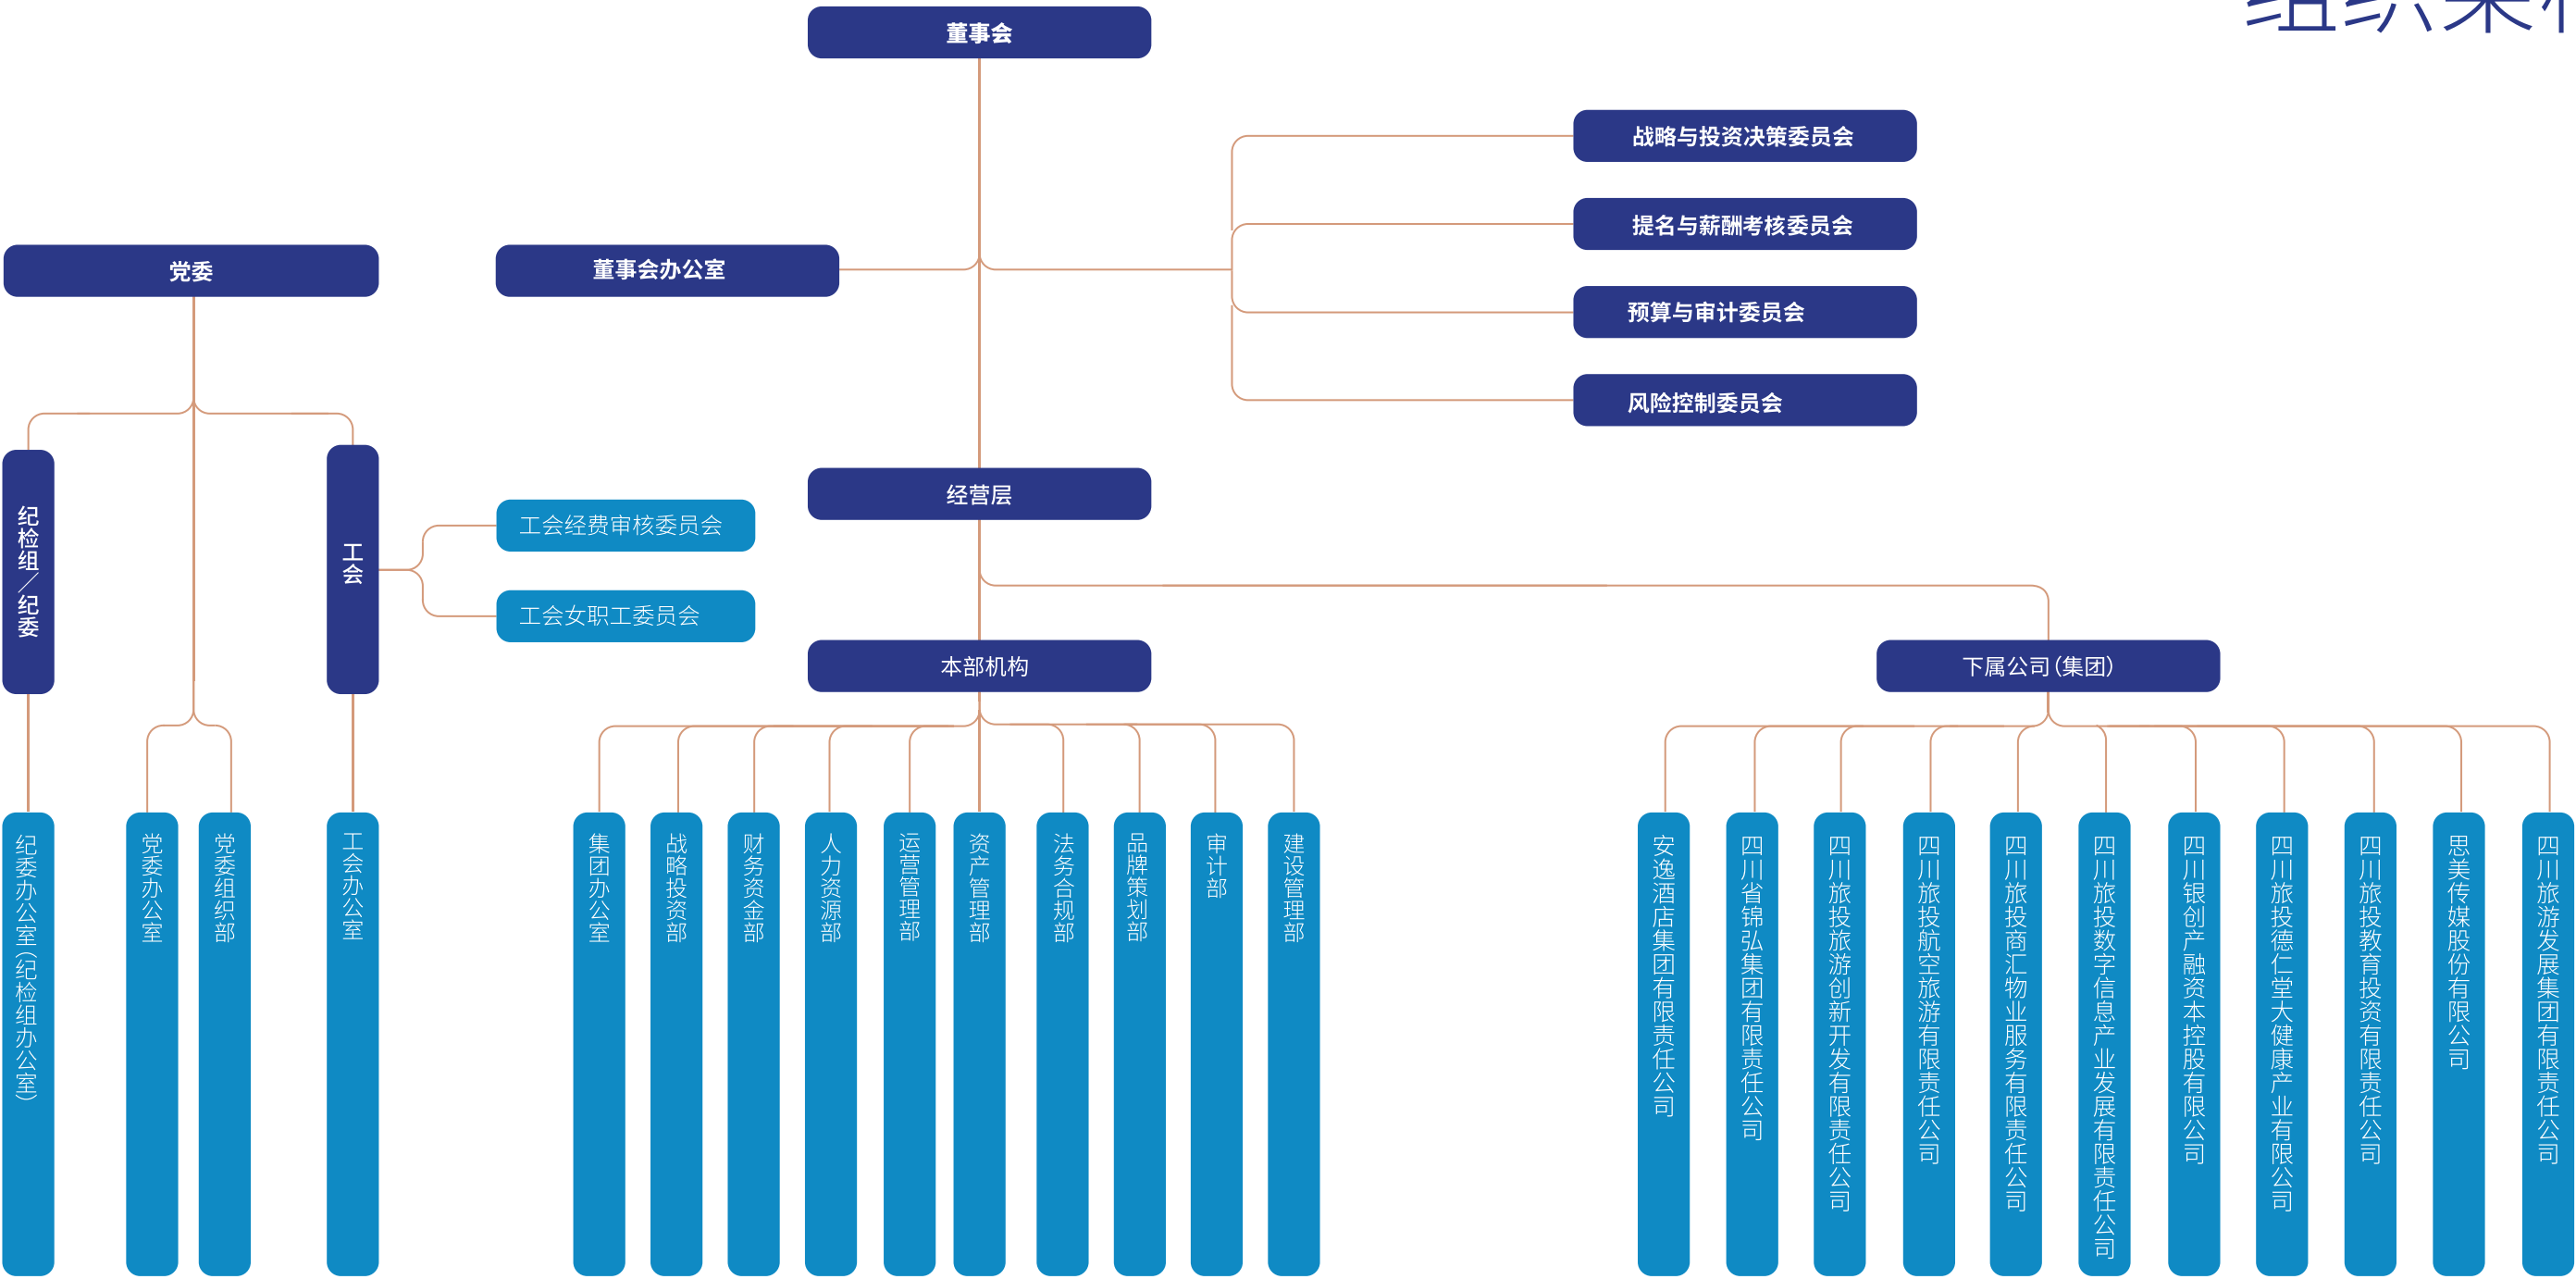 组织架构
董事会
战略与投资决策委员会
提名与薪酬考核委员会
党委
董事会办公室
预算与审计委员会
风险控制委员会
纪检组／纪委
工会
经营层
工会经费审核委员会
工会女职工委员会
本部机构
下属公司(集团)
纪委办公室(纪检组办公室)
党委办公室
党委组织部
工会办公室
集团办公室
战略投资部
财务资金部
人力资源部
运营管理部
资产管理部
法务合规部
品牌策划部
审计部
建设管理部
安逸酒店集团有限责任公司
四川省锦弘集团有限责任公司
四川旅投旅游创新开发有限责任公司
四川旅投航空旅游有限责任公司
四川旅投商汇物业服务有限责任公司
四川旅投数字信息产业发展有限责任公司
四川银创产融资本控股有限公司
四川旅投德仁堂大健康产业有限公司
四川旅投教育投资有限责任公司
思美传媒股份有限公司
四川旅游发展集团有限责任公司